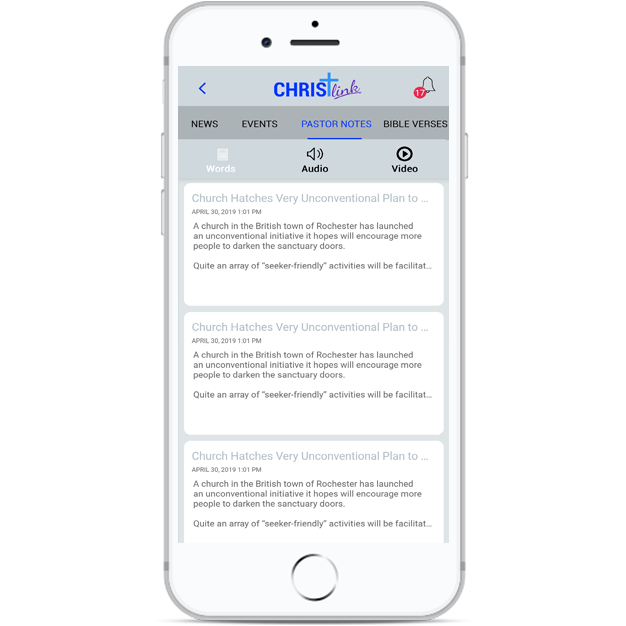 CHRIST link
17
NEWS EVENTS PASTOR NOTES BIBLE VERSES
Words Audio Video
Church Hatches Very Unconventional Plan to ...
APRIL 30, 2019 1:01 PM
A church in the British town of Rochester has launched
an unconventional initiative it hopes will encourage more
people to darken the sanctuary doors.
Quite an array of “seeker-friendly” activities will be facilitat...
Church Hatches Very Unconventional Plan to ...
APRIL 30, 2019 1:01 PM
A church in the British town of Rochester has launched
an unconventional initiative it hopes will encourage more
people to darken the sanctuary doors.
Quite an array of “seeker-friendly” activities will be facilitat...
Church Hatches Very Unconventional Plan to ...
APRIL 30, 2019 1:01 PM
A church in the British town of Rochester has launched
an unconventional initiative it hopes will encourage more
people to darken the sanctuary doors.
Quite an array of “seeker-friendly” activities will be facilitat...